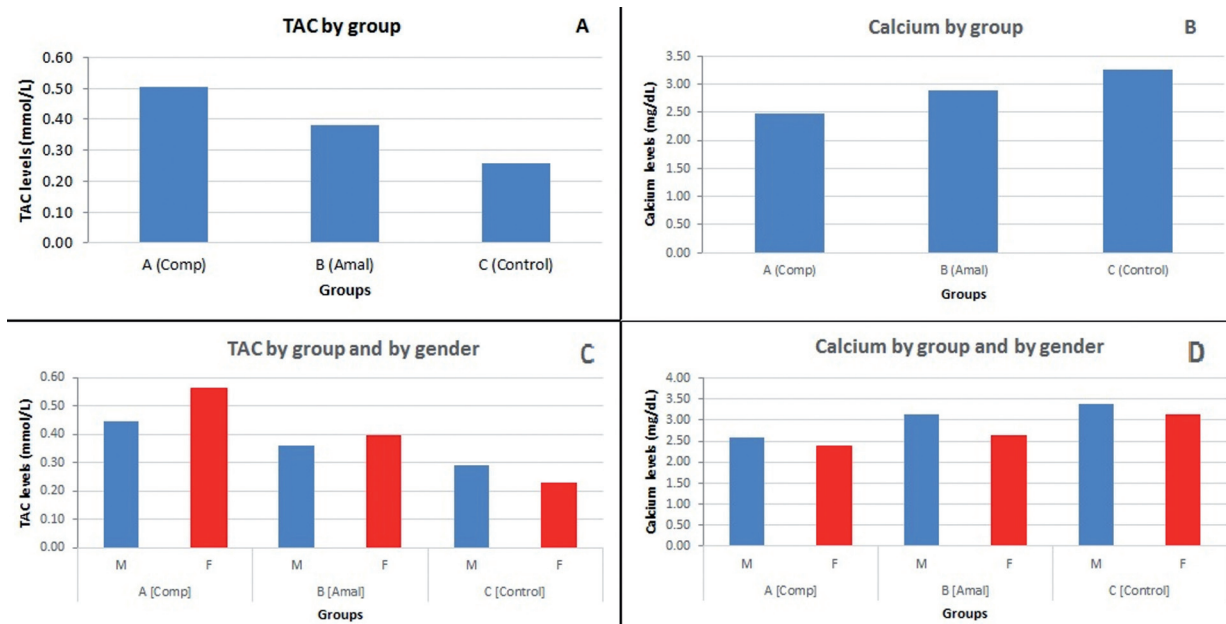 TAC by group
A
TAC levels (mmol/L)
0.60
0.50
0.40
0.30
0.20
0.10
0.00
A (Comp)
B (Amal)
C (Control)
Groups
Calcium by group
B
Calcium levels (mg/dL)
3.50
3.00
2.50
2.00
1.50
1.00
0.50
0.00
A (Comp)
B (Amal)
C (Control)
Groups
TAC by group and by gender
C
TAC levels (mmol/L)
0.60
0.50
0.40
0.30
0.20
0.10
0.00
M F M F M F
A [Comp] B [Amal] C [Control]
Groups
Calcium by group and by gender
D
Calcium levels (mg/dL)
4.00
3.50
3.00
2.50
2.00
1.50
1.00
0.50
0.00
M F M F M F
A [Comp] B [Amal] C [Control]
Groups